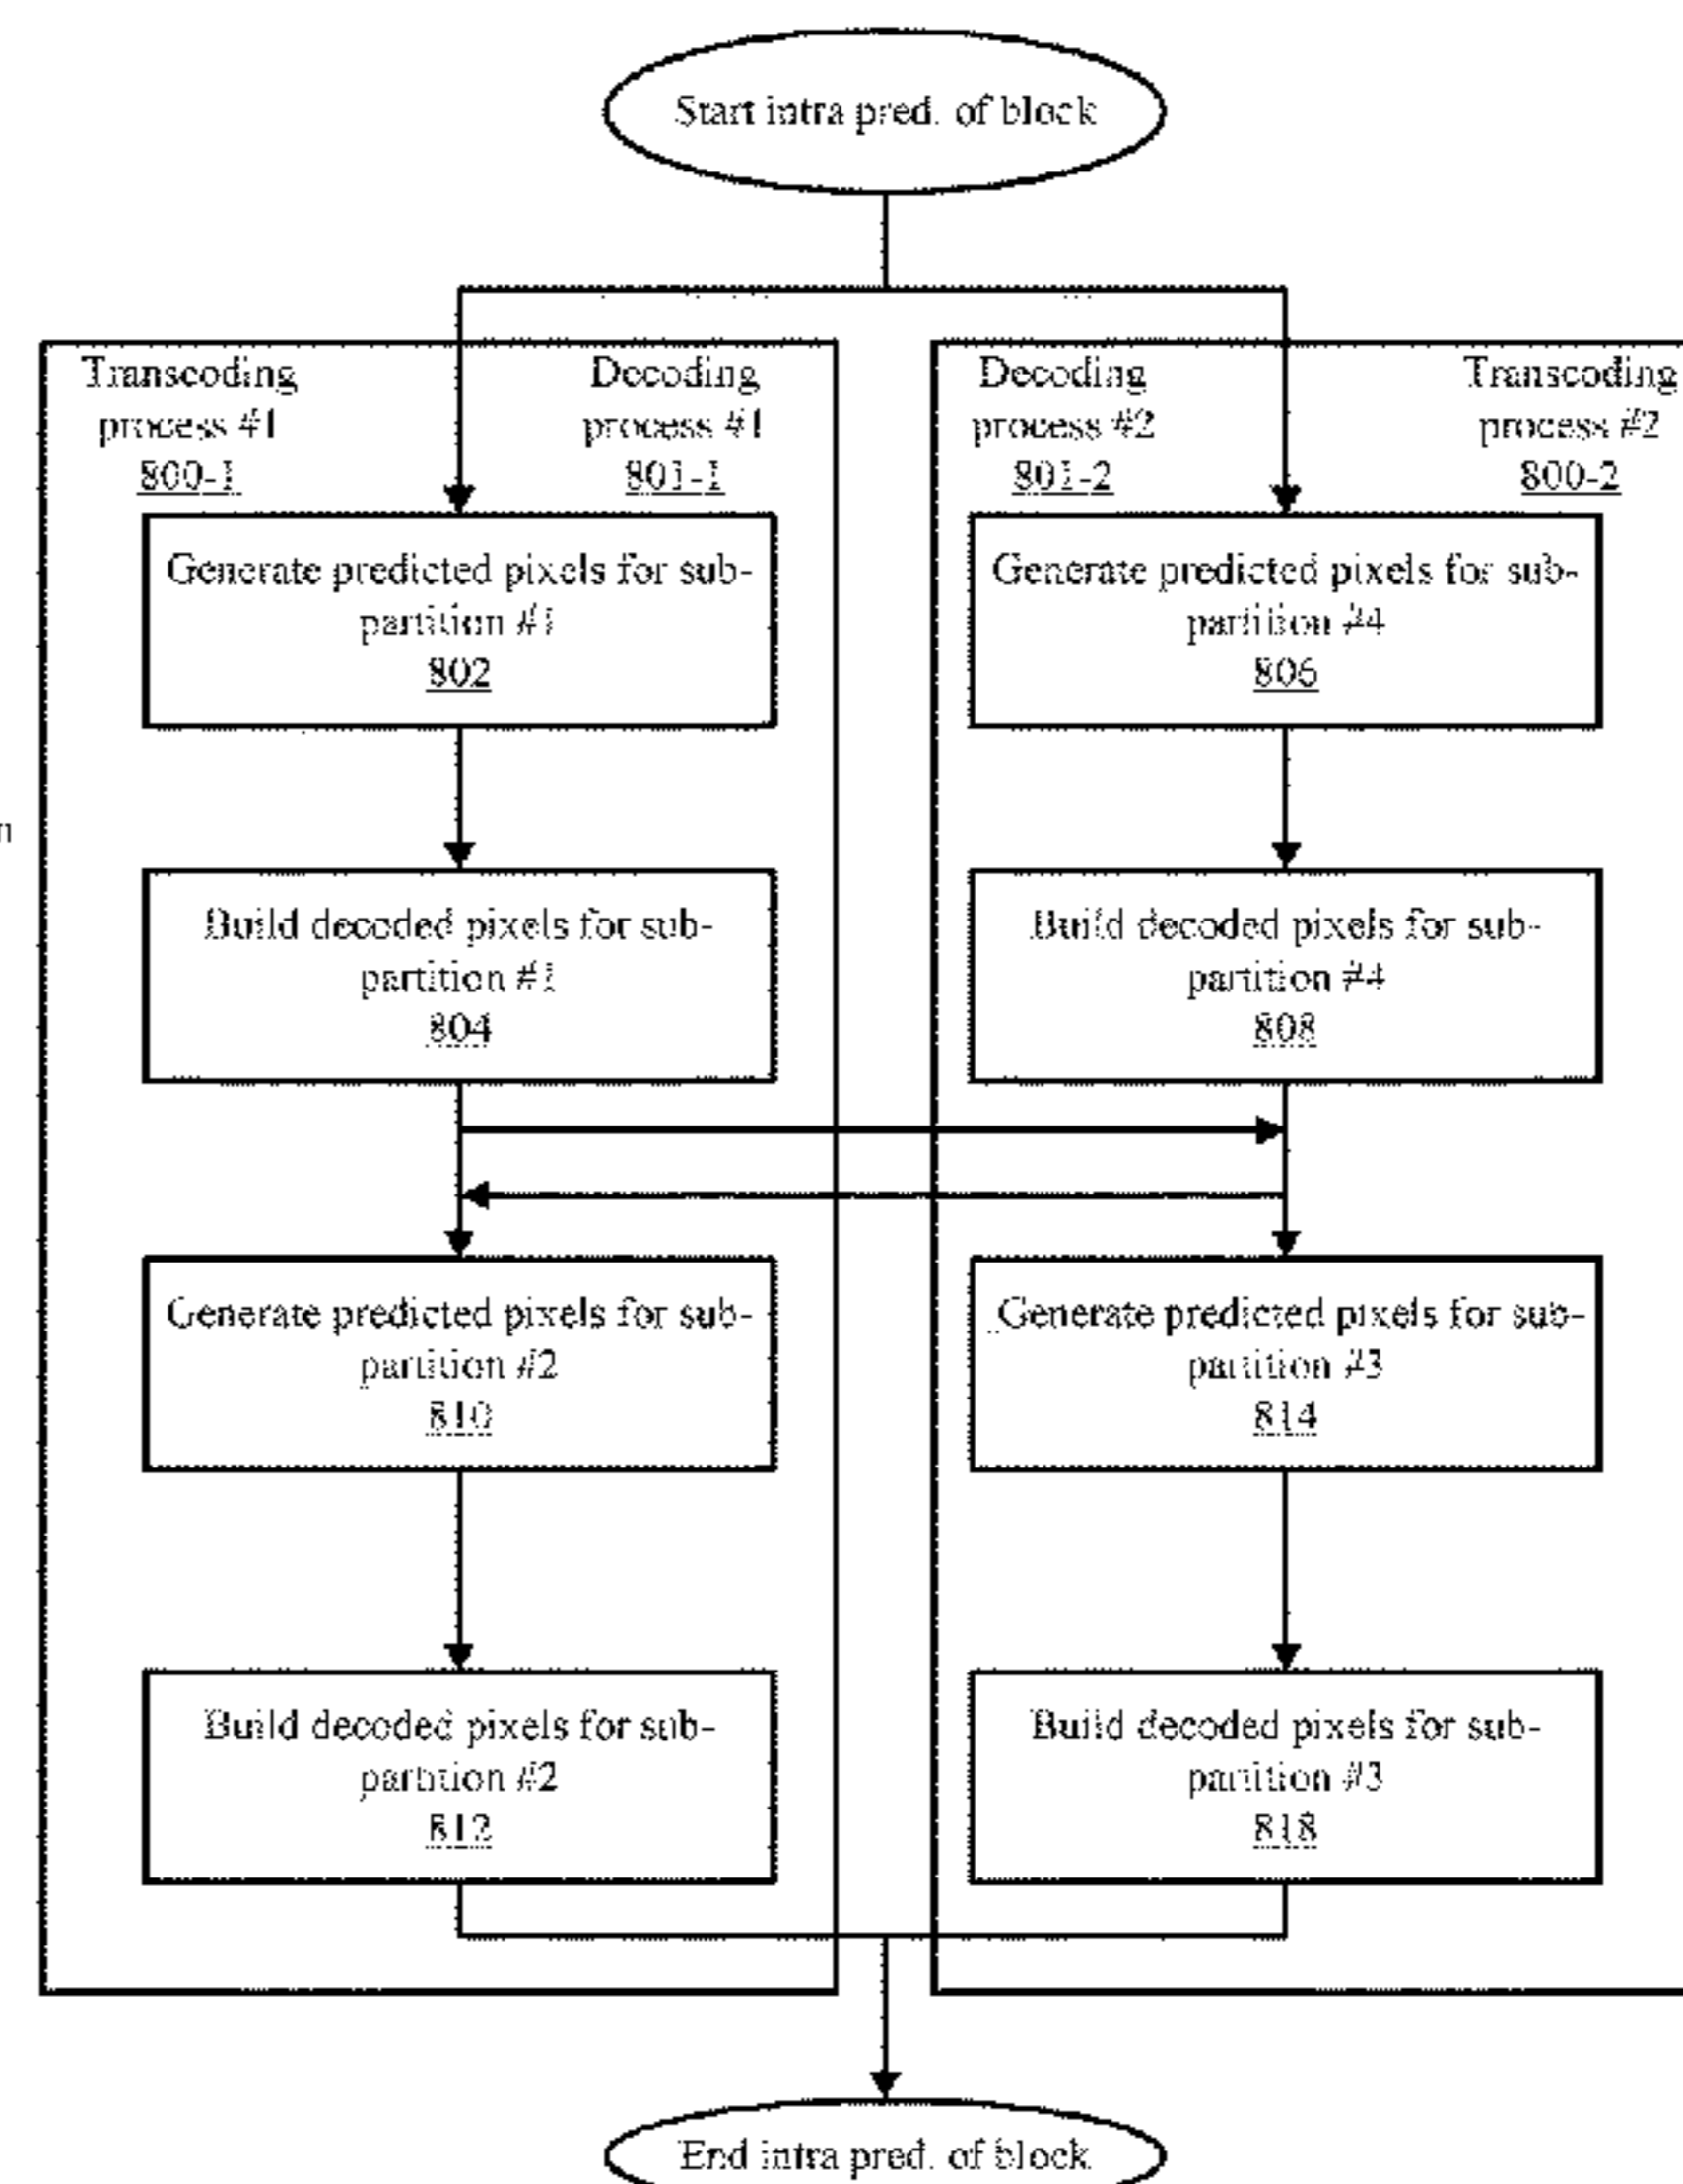 Start intra pred. of block
Transcoding
process #1
800-1
Decoding
process #1
801-1
Decoding
process #2
801-2
Transcoding
process #2
800-2
Generate predicted pixels for sub-
partition #1
802
Generate predicted pixels for sub-
partition #4
806
Build decoded pixels for sub-
partition #1
804
Build decoded pixels for sub-
partition #4
808
Generate predicted pixels for sub-
partition #2
810
Generate predicted pixels for sub-
partition #3
814
Build decoded pixels for sub-
partition #2
812
Build decoded pixels for sub-
partition #3
818
End intra pred. of block